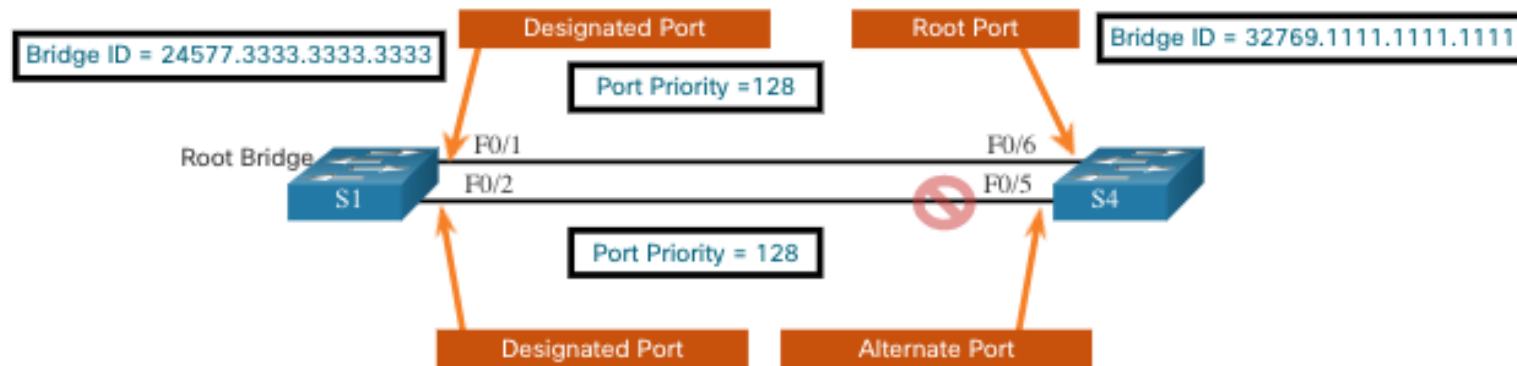 Designated Port
Root Port
Bridge ID = 24577.3333.3333.3333
Bridge ID = 32769.1111.1111.1111
Port Priority =128
F0/1
F0/6
Root Bridge
F0/2
F0/5
S1
S4
Port Priority = 128
Designated Port
Alternate Port